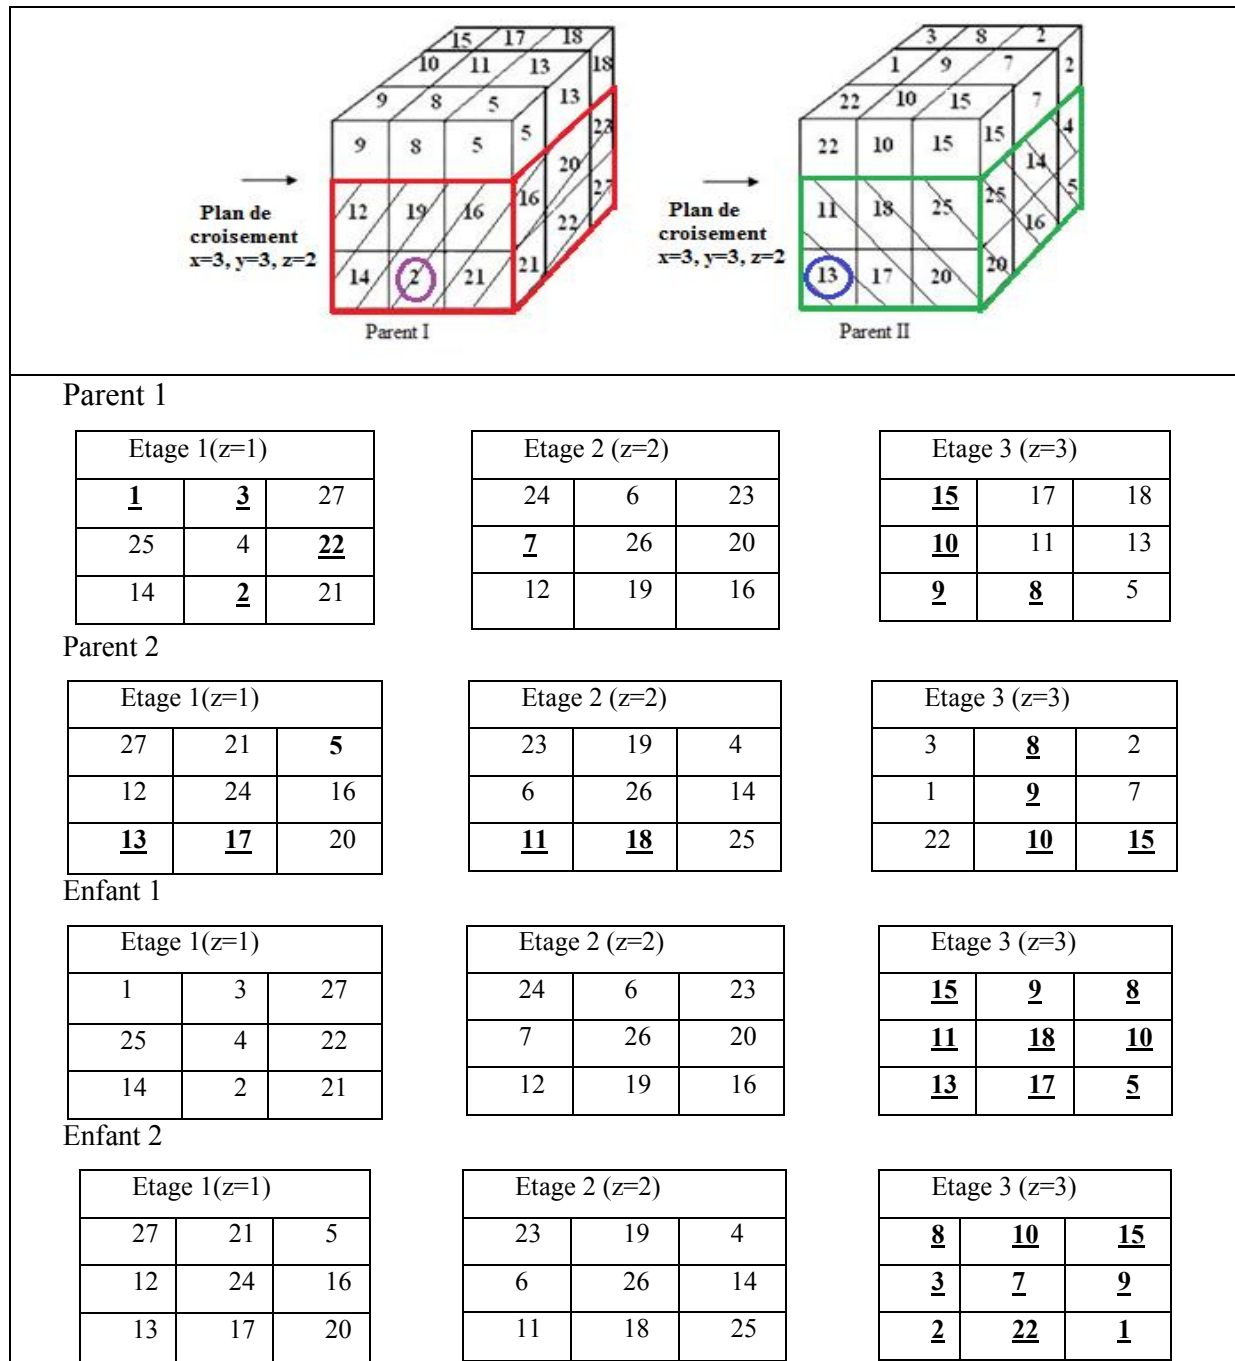 15 17 18
10 11 13 18
9 8 5 13
9 8 5 5 23
20
12 19 16 16 27
22
14 2 21 21
Plan de
croisement
x=3, y=3, z=2
Parent I
3 8 2
1 9 7 2
22 10 15 7
22 10 15 15 4
14
11 18 25 25 5
16
13 17 20 20
Plan de
croisement
x=3, y=3, z=2
Parent II
Parent 1
Etage 1(z=1) Etage 2 (z=2) Etage 3 (z=3)
1 3 27 24 6 23 15 17 18
25 4 22 7 26 20 10 11 13
14 2 21 12 19 16 9 8 5
Parent 2
Etage 1(z=1) Etage 2 (z=2) Etage 3 (z=3)
27 21 5 23 19 4 3 8 2
12 24 16 6 26 14 1 9 7
13 17 20 11 18 25 22 10 15
Enfant 1
Etage 1(z=1) Etage 2 (z=2) Etage 3 (z=3)
1 3 27 24 6 23 15 9 8
25 4 22 7 26 20 11 18 10
14 2 21 12 19 16 13 17 5
Enfant 2
Etage 1(z=1) Etage 2 (z=2) Etage 3 (z=3)
27 21 5 23 19 4 8 10 15
12 24 16 6 26 14 3 7 9
13 17 20 11 18 25 2 22 1